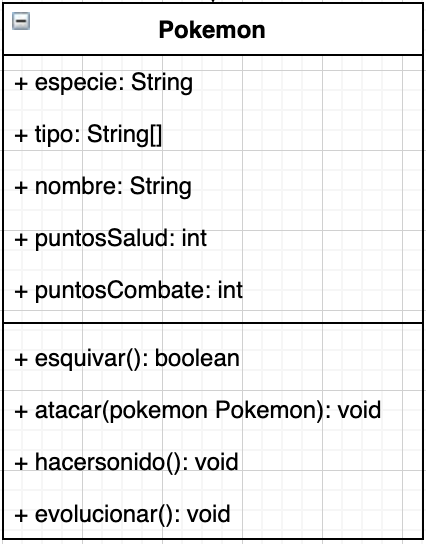 Pokemon
+ especie: String
+ tipo: String[]
+ nombre: String
+ puntosSalud: int
+ puntosCombate: int
+ esquivar(): boolean
+ atacar(pokemon Pokemon): void
+ hacersonido(): void
+ evolucionar(): void